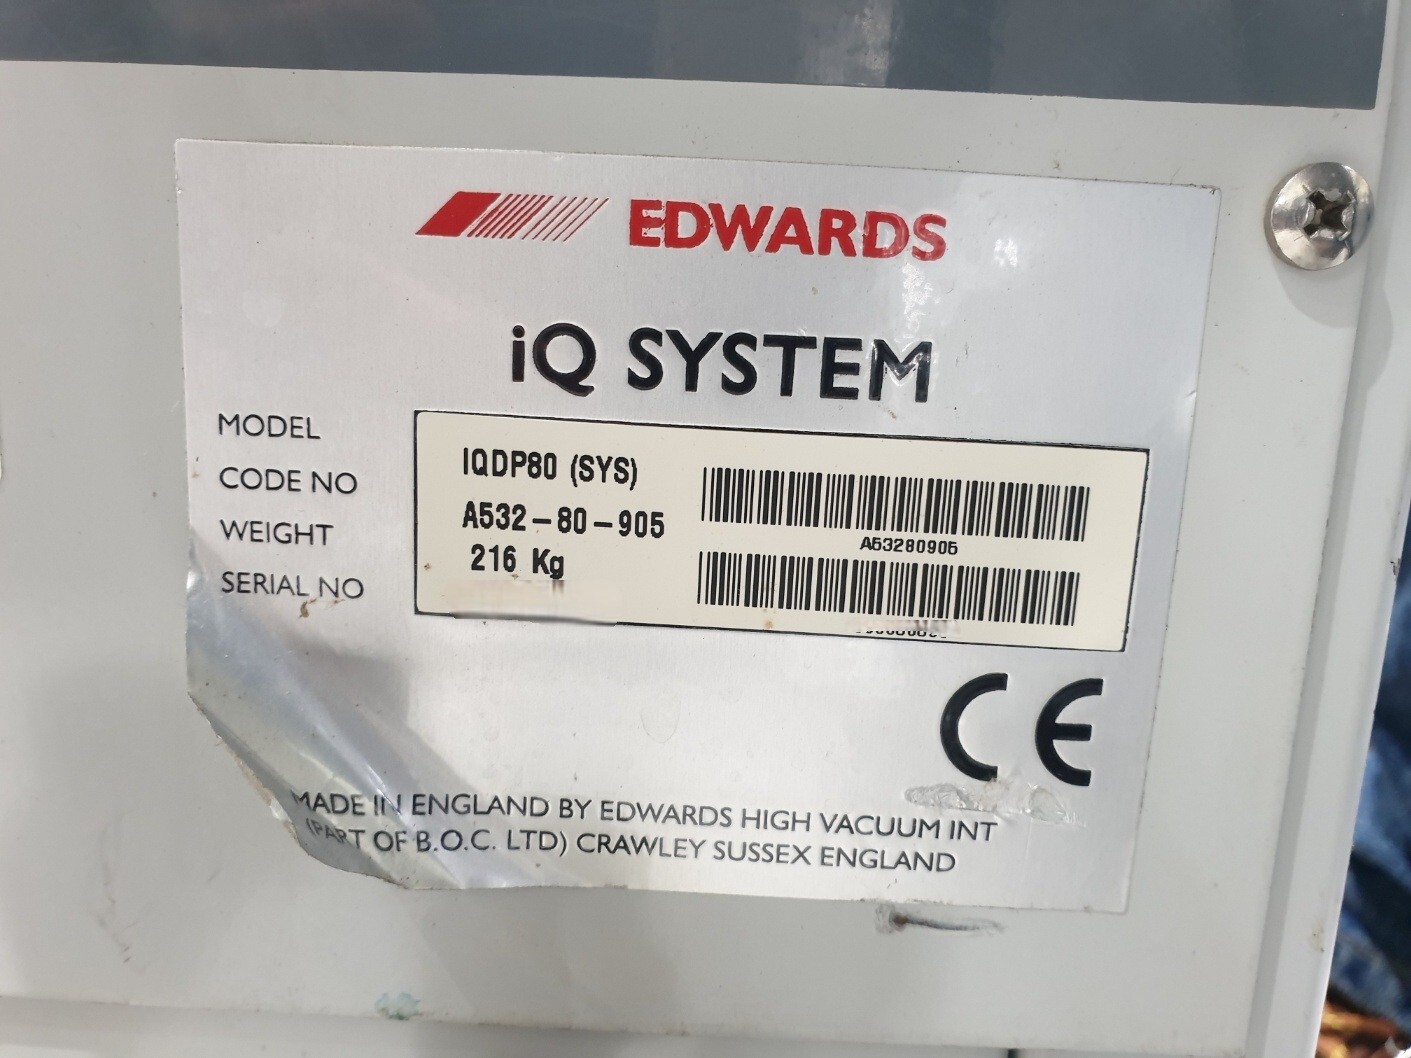 EDWARDS
iQ SYSTEM
MODEL IQDP80 (SYS)
CODE NO A532-80-905
A53280905
WEIGHT 216 Kg
SERIAL NO
CE
MADE IN ENGLAND BY EDWARDS HIGH VACUUM INT
(PART OF B.O.C. LTD) CRAWLEY SUSSEX ENGLAND